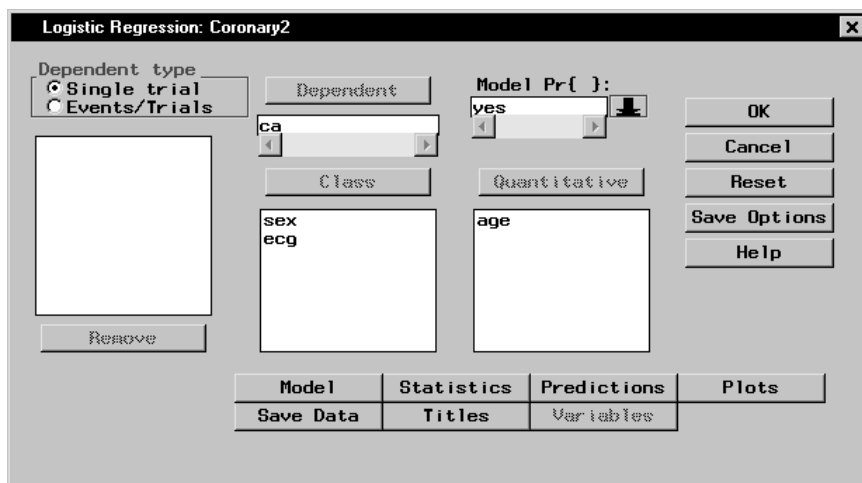 Logistic Regression: Coronary2
Dependent type
Single trial
Events/Trials
Dependent
ca
Model Pr{ }:
yes
Class
Quantitative
sex
ecg
age
Remove
OK
Cancel
Reset
Save Options
Help
Model
Statistics
Predictions
Plots
Save Data
Titles
Variables